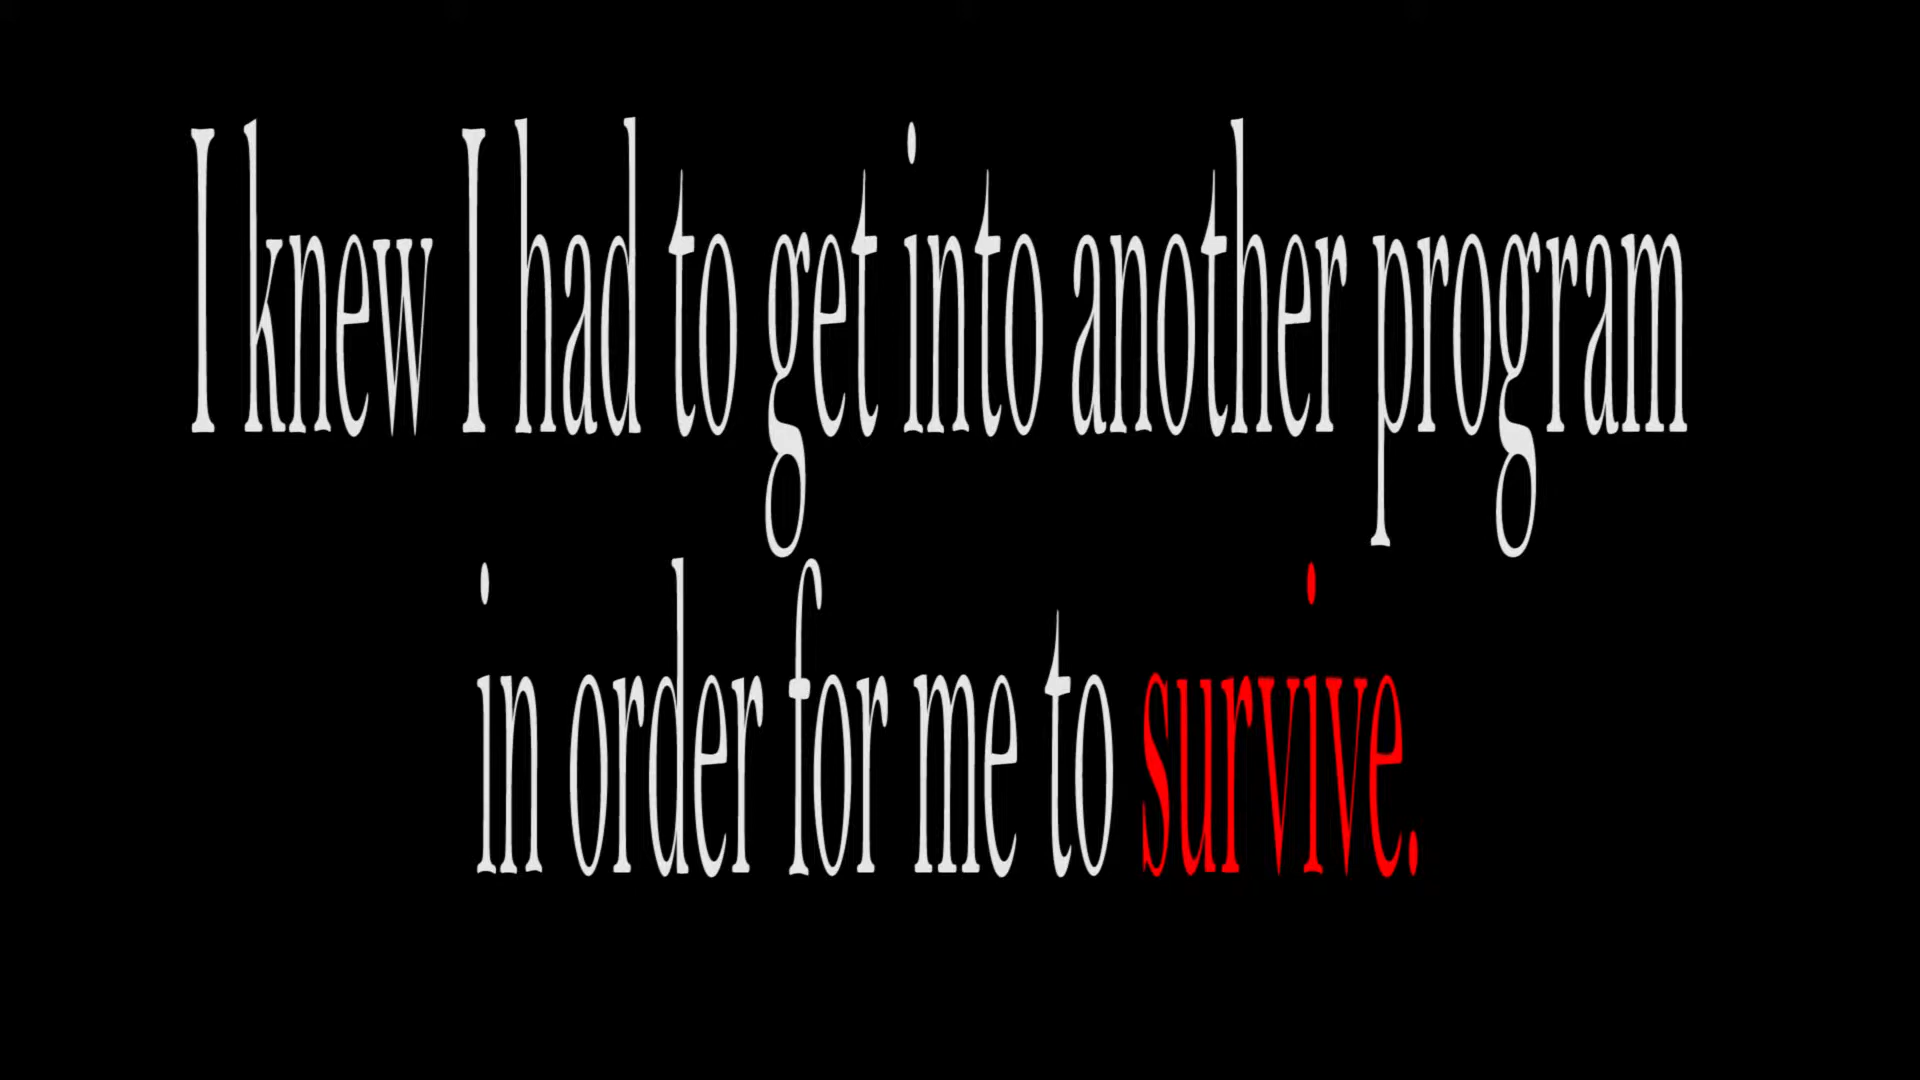 I knew I had to get into another program
in order for me to survive.